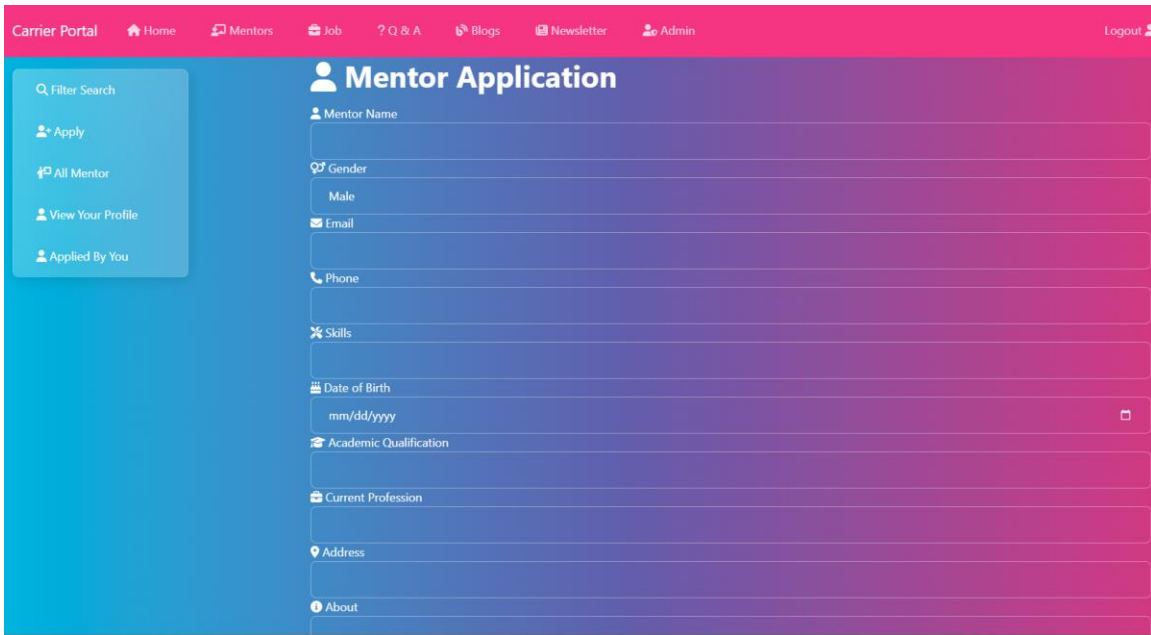 Carrier Portal Home Mentors Job ? Q & A Blogs Newsletter Admin Logout
Filter Search
Apply
All Mentor
View Your Profile
Applied By You
Mentor Application
Mentor Name
Gender
Male
Email
Phone
Skills
Date of Birth
mm/dd/yyyy
Academic Qualification
Current Profession
Address
About